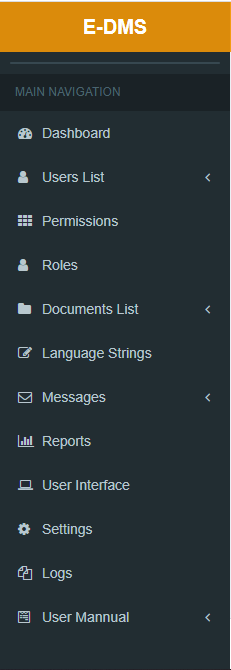 E-DMS
MAIN NAVIGATION
Dashboard
Users List
Permissions
Roles
Documents List
Language Strings
Messages
Reports
User Interface
Settings
Logs
User Mannual